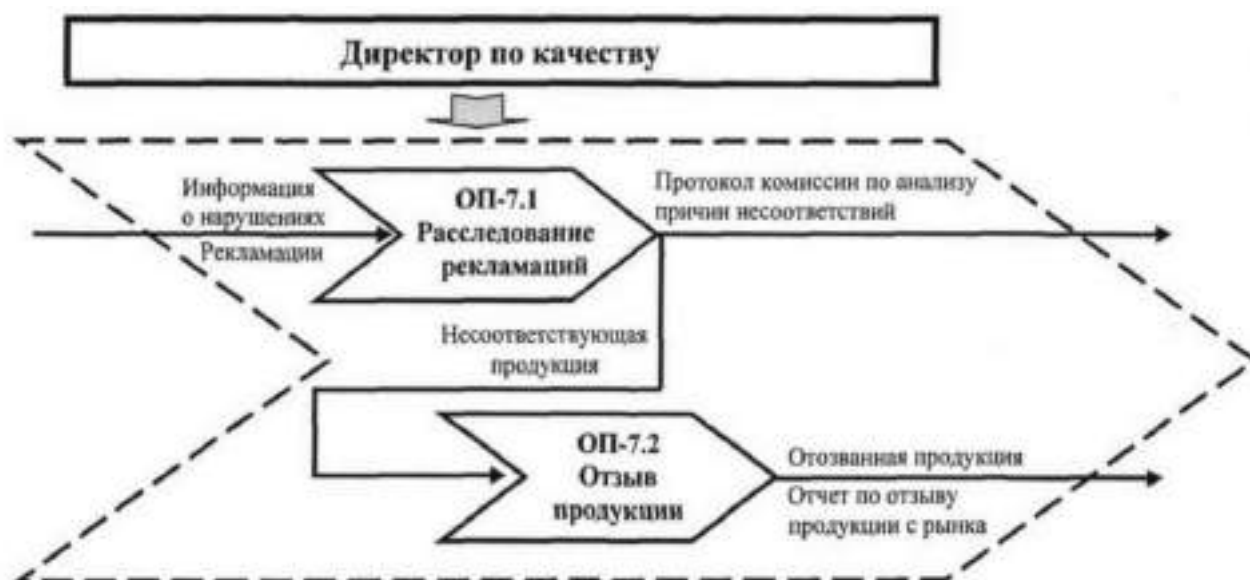 Директор по качеству
Информация
о нарушениях
Рекламации
ОП-7.1
Расследование
рекламаций
Протокол комиссии по анализу
причин несоответствий
Несоответствующая
продукция
ОП-7.2
Отзыв
продукции
Отозванная продукция
Отчет по отзыву
продукции с рынка